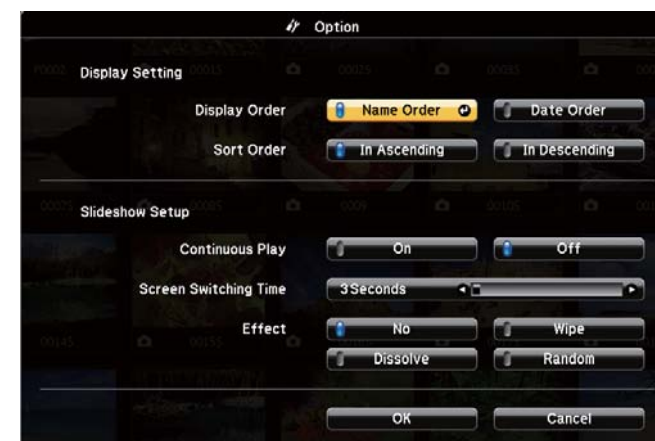 Option
Display Setting
Display Order Name Order Date Order
Sort Order In Ascending In Descending
Slideshow Setup
Continuous Play On Off
Screen Switching Time 3Seconds
Effect No Wipe
Dissolve Random
OK Cancel